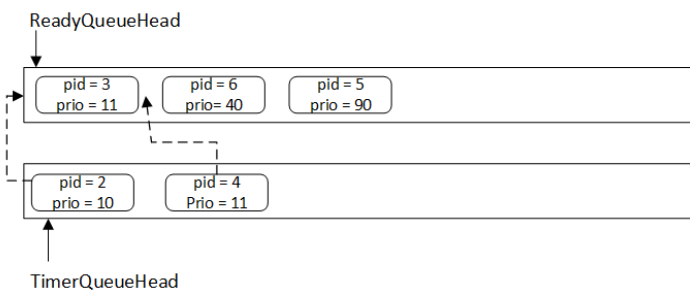 ReadyQueueHead
pid = 3
prio = 11
pid = 6
prio= 40
pid = 5
prio = 90
pid = 2
prio = 10
pid = 4
Prio = 11
TimerQueueHead